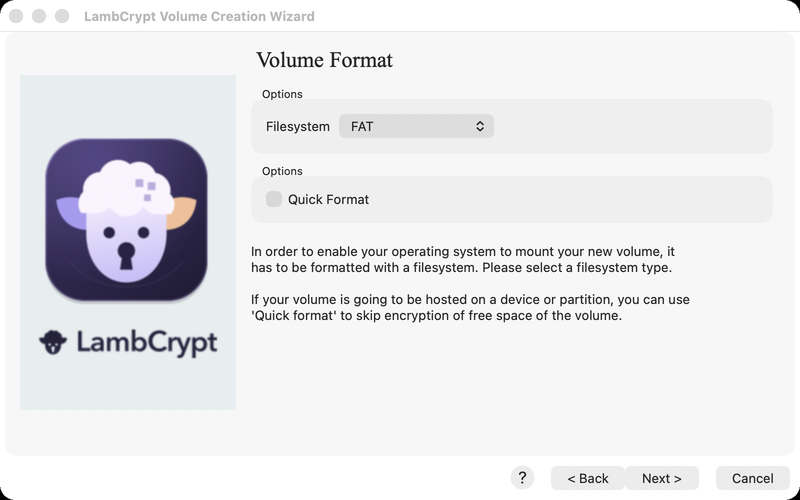 LambCrypt Volume Creation Wizard
Volume Format
Options
Filesystem FAT
Options
Quick Format
In order to enable your operating system to mount your new volume, it
has to be formatted with a filesystem. Please select a filesystem type.
If your volume is going to be hosted on a device or partition, you can use
'Quick format' to skip encryption of free space of the volume.
LambCrypt
? < Back Next > Cancel